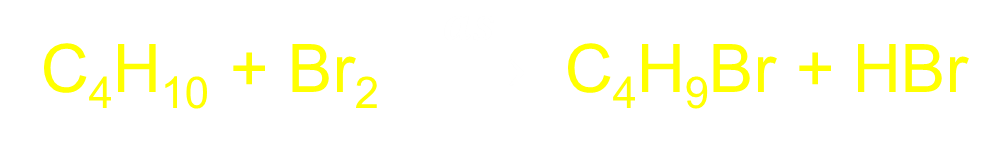 C₄H₁₀ + Br₂ C₄H₉Br + HBr